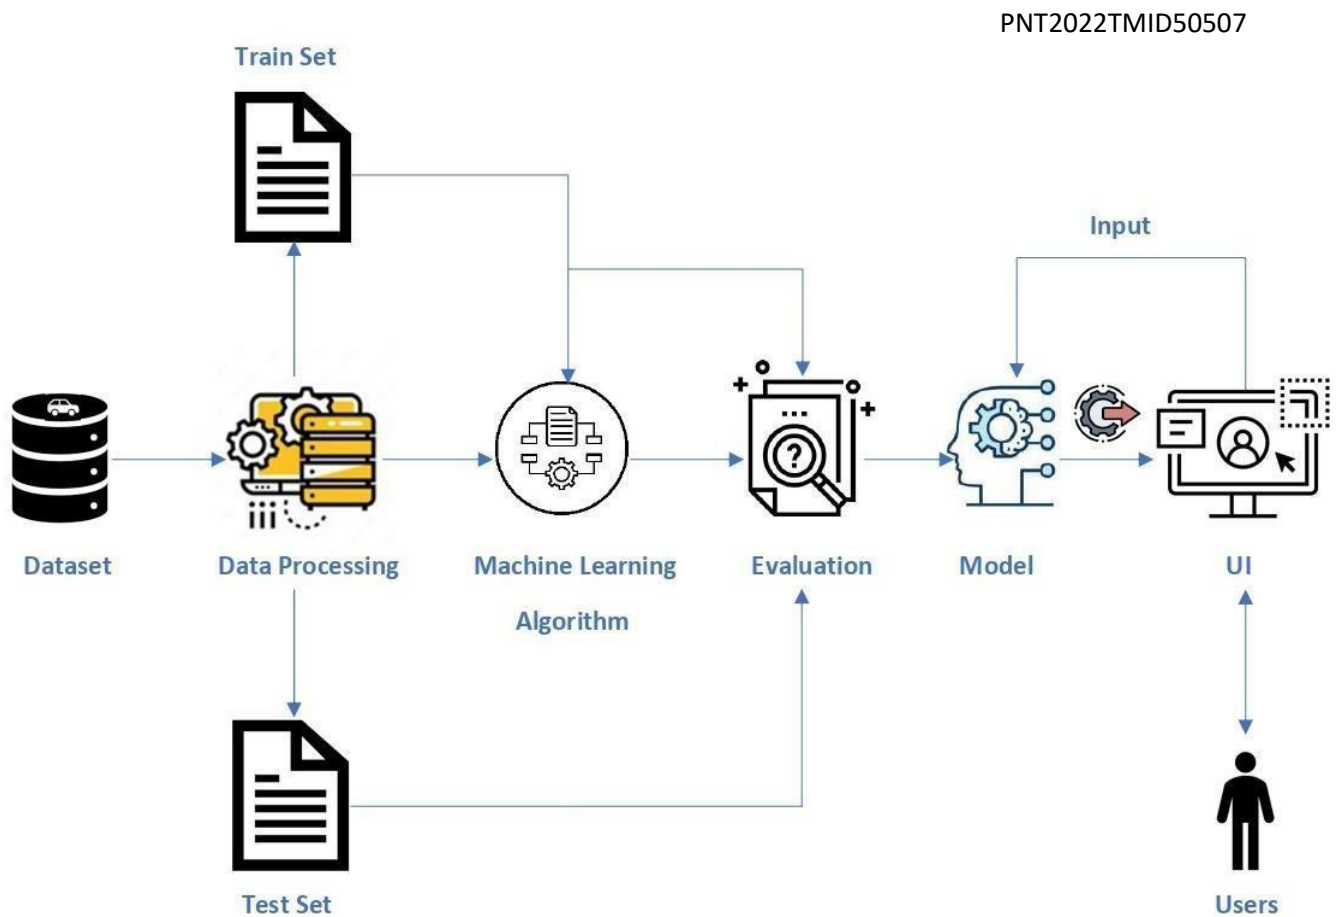 PNT2022TMID50507
Train Set
Input
Dataset
Data Processing
Machine Learning
Algorithm
Evaluation
Model
UI
Test Set
Users